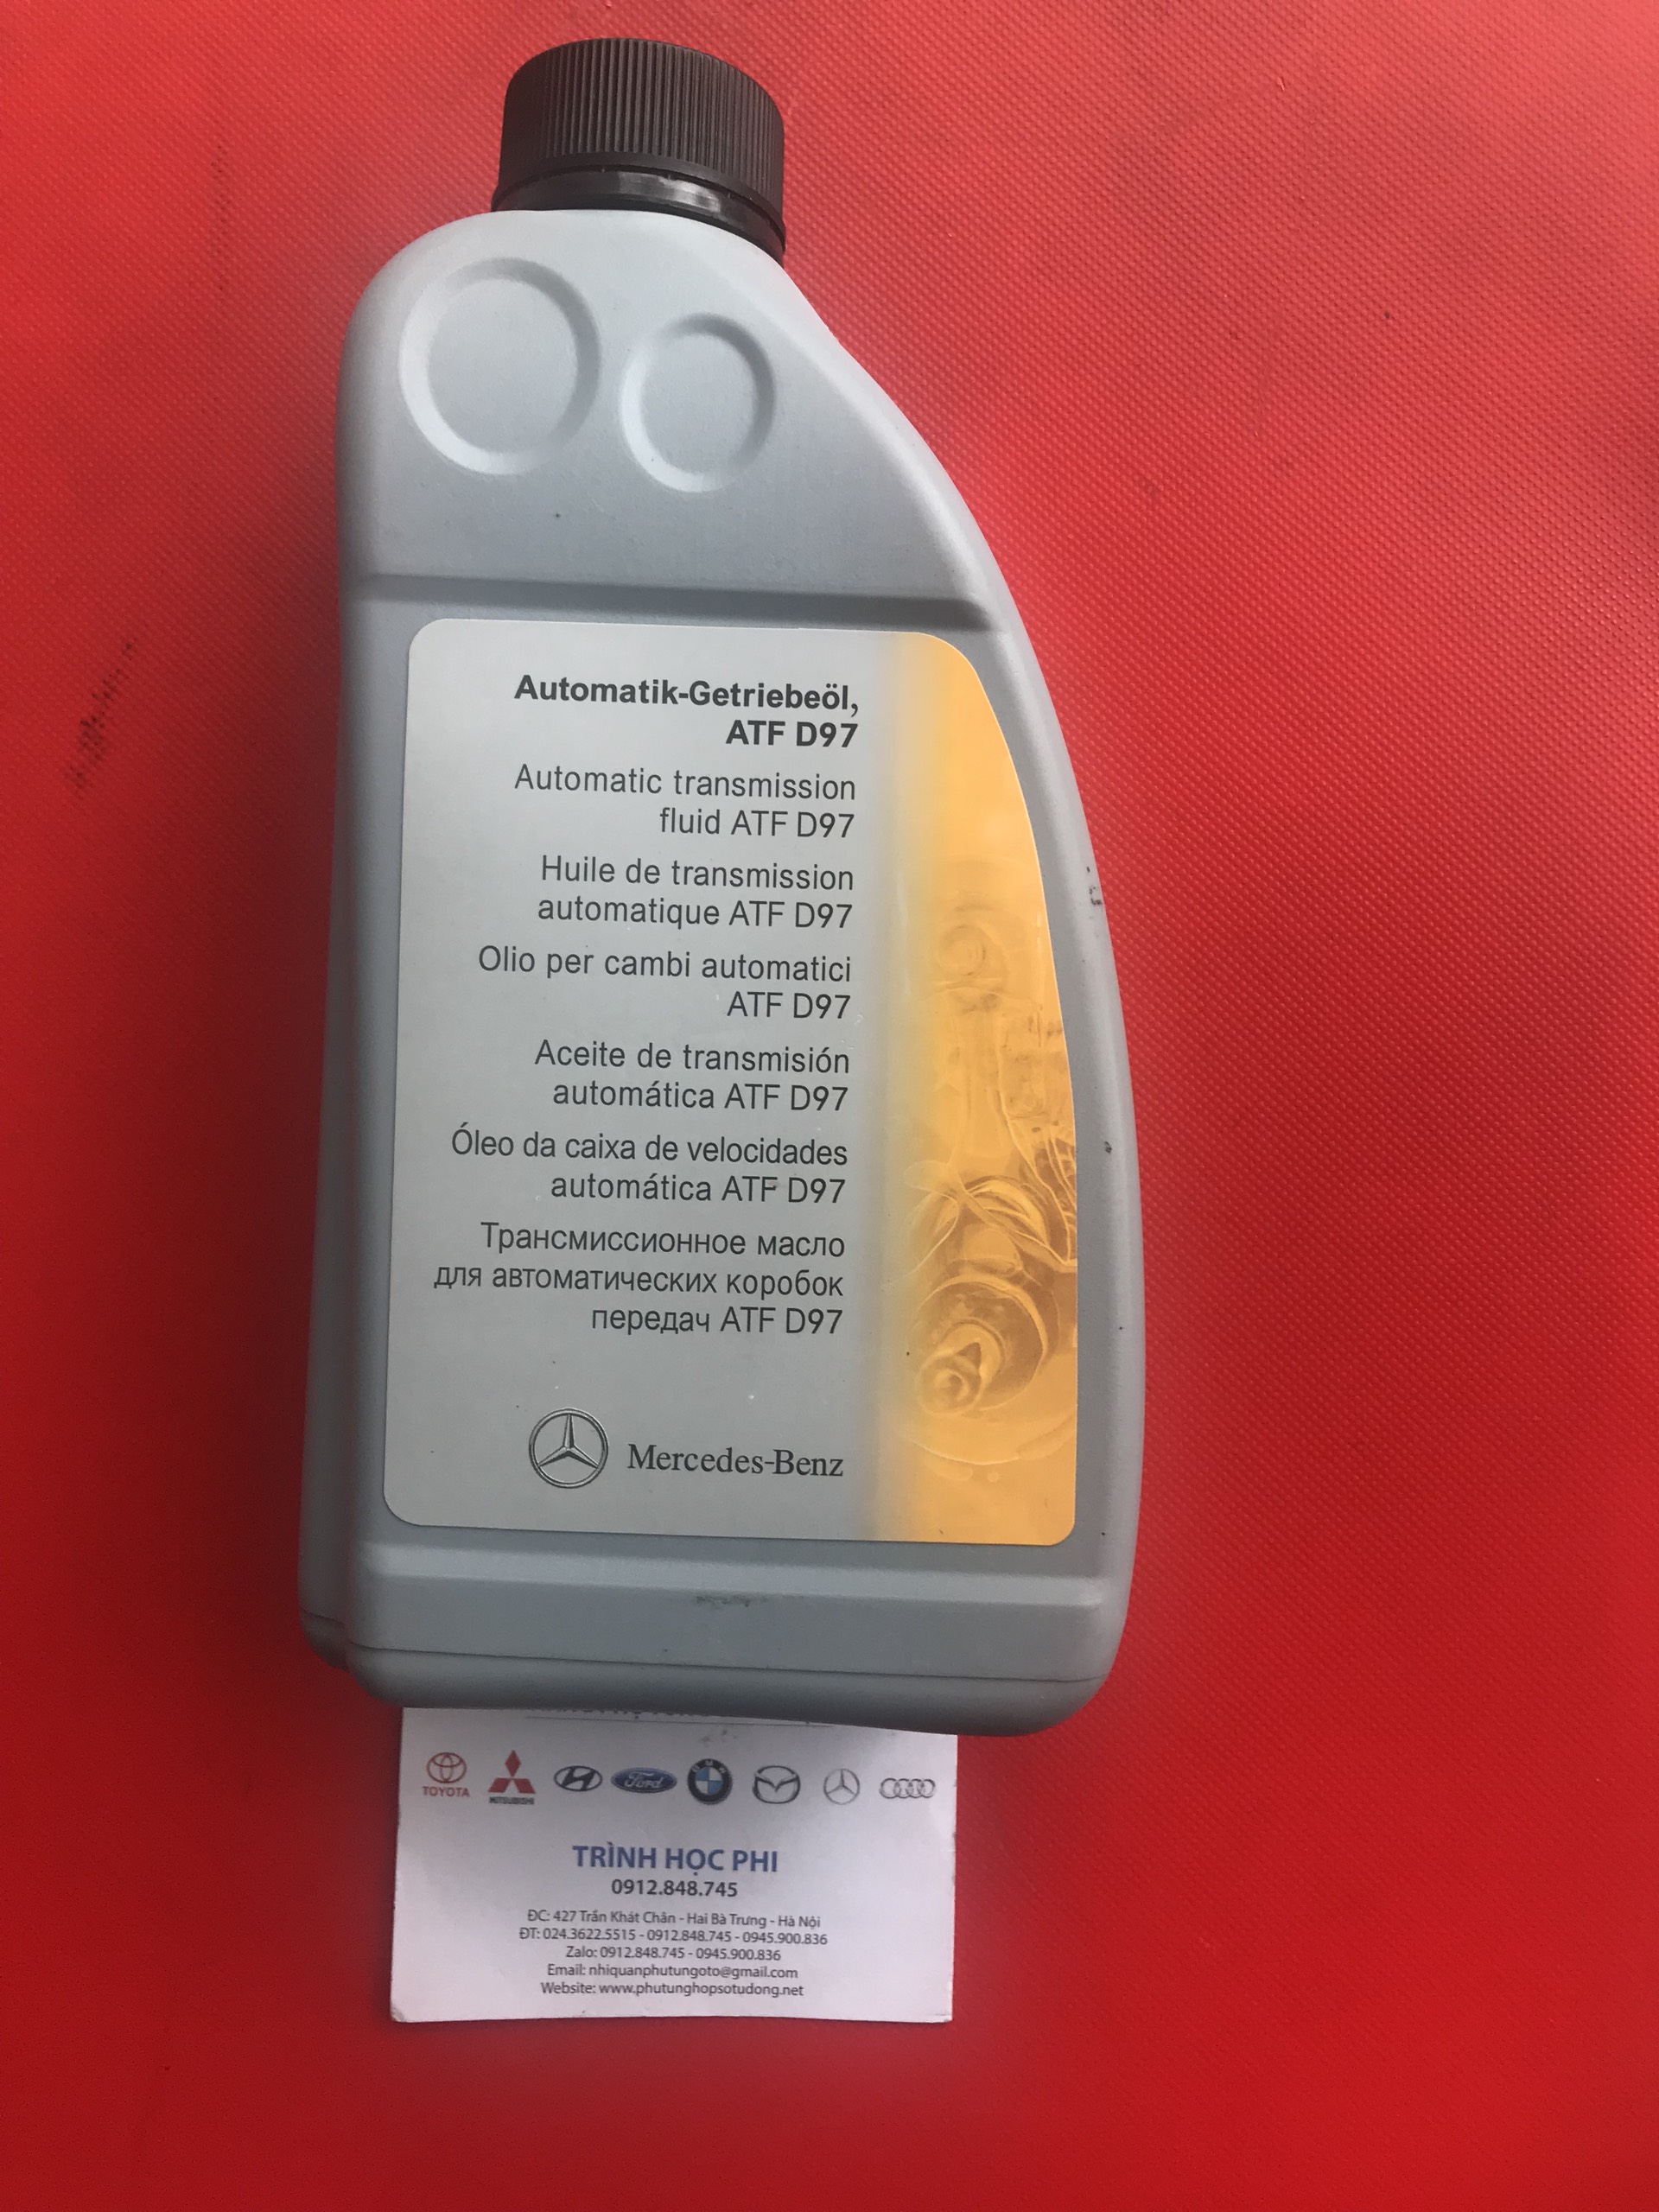 Automatik-Getriebeöl,
ATF D97
Automatic transmission
fluid ATF D97
Huile de transmission
automatique ATF D97
Olio per cambi automatici
ATF D97
Aceite de transmisión
automática ATF D97
Óleo da caixa de velocidades
automática ATF D97
Трансмиссионное масло
для автоматических коробок
передач ATF D97
Mercedes-Benz
TOYOTA MITSUBISHI Ford BMW
TRÌNH HỌC PHI
0912.848.745
ĐC: 427 Trần Khát Chân - Hai Bà Trưng - Hà Nội
ĐT: 024.3622.5515 - 0912.848.745 - 0945.900.836
Zalo: 0912.848.745 - 0945.900.836
Email: nhiquanphutungoto@gmail.com
Website: www.phutunghopsotudong.net